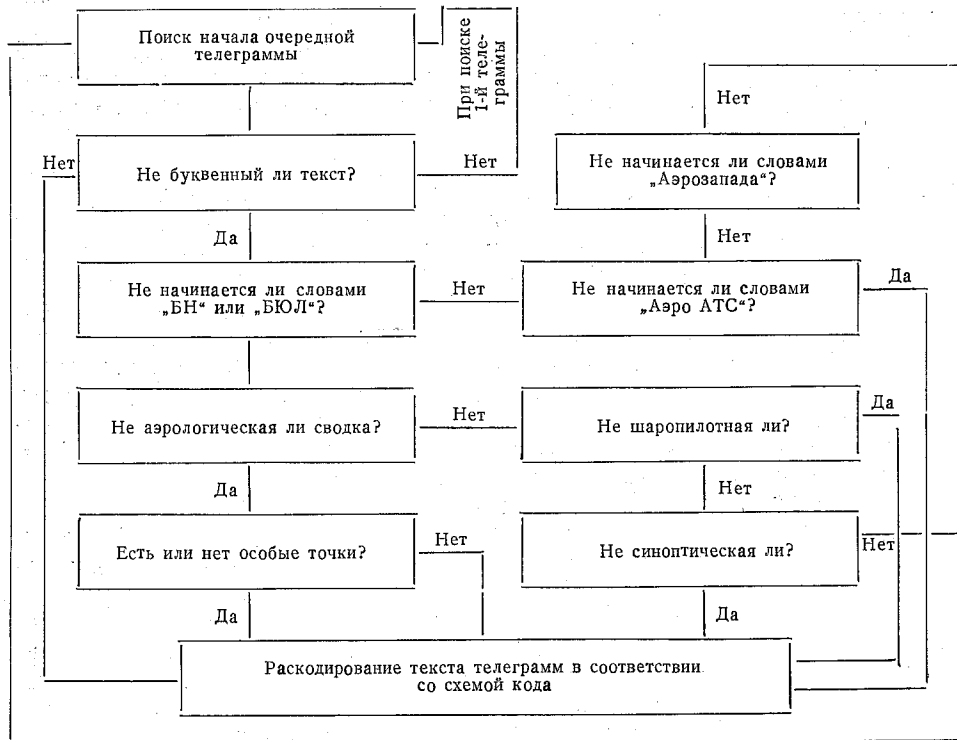 Поиск начала очередной
телеграммы
При поиске
1-й теле-
граммы
Нет
Нет
Не буквенный ли текст?
Нет
Не начинается ли словами
„Аэрозапада“?
Да
Нет
Не начинается ли словами
„БН“ или „БЮЛ“?
Нет
Не начинается ли словами
„Аэро АТС“?
Да
Не аэрологическая ли сводка?
Нет
Не шаропилотная ли?
Да
Да
Нет
Есть или нет особые точки?
Нет
Не синоптическая ли?
Нет
Да
Да
Раскодирование текста телеграмм в соответствии
со схемой кода